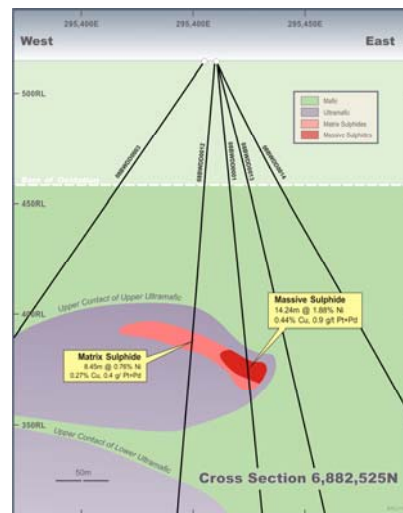 295,400E
295,400E
295,450E
West
East
500RL
Mafic
Ultramafic
Matrix Sulphides
Massive Sulphides
Base of Oxidation
450RL
400RL
Upper Contact of Upper Ultramafic
Massive Sulphide
14.24m @ 1.88% Ni
0.44% Cu, 0.9 g/t Pt+Pd
Matrix Sulphide
8.45m @ 0.76% Ni
0.27% Cu, 0.4 g/ Pt+Pd
350RL
Upper Contact of Lower Ultramafic
50m
Cross Section 6,882,525N